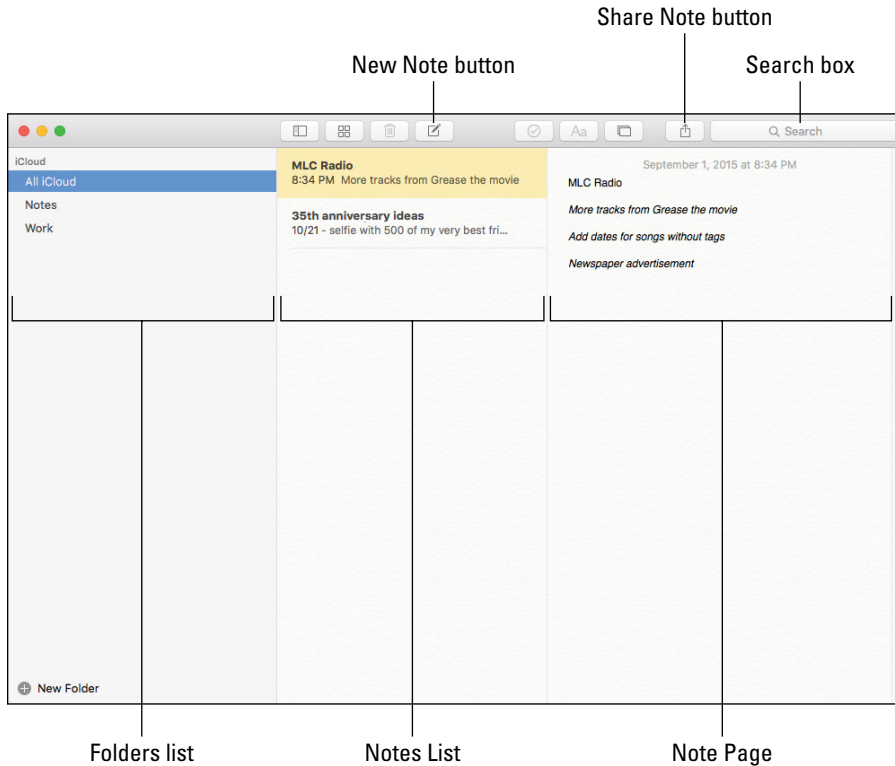 Share Note button
New Note button
Search box
Aa
Search
iCloud
All iCloud
Notes
Work
MLC Radio
8:34 PM More tracks from Grease the movie
35th anniversary ideas
10/21 - selfie with 500 of my very best fri...
September 1, 2015 at 8:34 PM
MLC Radio
More tracks from Grease the movie
Add dates for songs without tags
Newspaper advertisement
New Folder
Folders list
Notes List
Note Page